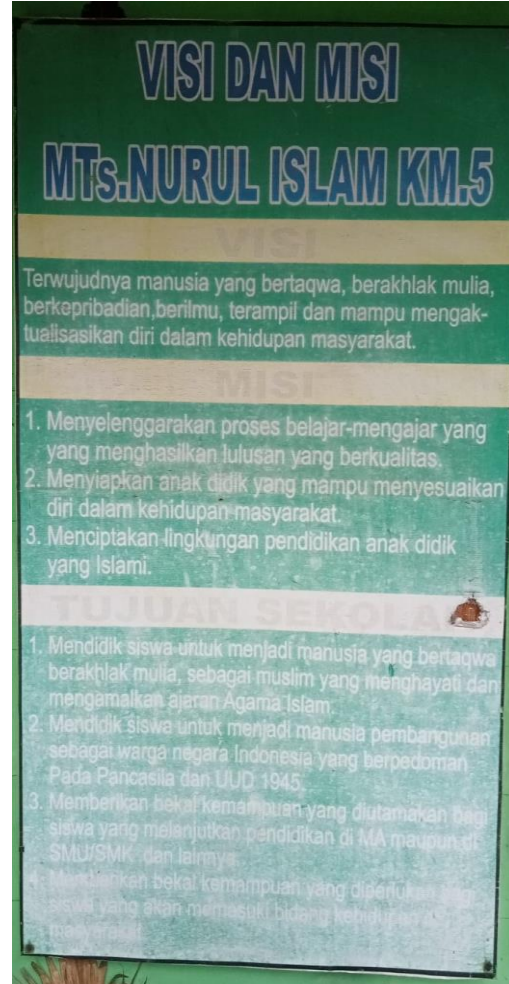 VISI DAN MISI
MTs.NURUL ISLAM KM.5
VISI
Terwujudnya manusia yang bertaqwa, berakhlak mulia,
berkepribadian,berilmu, terampil dan mampu mengak-
tualisasikan diri dalam kehidupan masyarakat.
MISI
1. Menyelenggarakan proses belajar-mengajar yang
yang menghasilkan lulusan yang berkualitas.
2. Menyiapkan anak didik yang mampu menyesuaikan
diri dalam kehidupan masyarakat.
3. Menciptakan lingkungan pendidikan anak didik
yang Islami.
TUJUAN SEKOLA
1. Mendidik siswa untuk menjadi manusia yang bertaqwa
berakhlak mulia, sebagai muslim yang menghayati dan
mengamalkan ajaran Agama Islam.
2. Mendidik siswa untuk menjadi manusia pembangunan
sebagai warga negara Indonesia yang berpedoman
Pada Pancasila dan UUD 1945.
3. Memberikan bekal kemampuan yang diutamakan bagi
siswa yang melanjutkan pendidikan di MA maupun di
SMU/SMK dan lainnya.
4. Memberikan bekal kemampuan yang diperlukan bagi
siswa yang akan memasuki bidang kehidupan
masyarakat